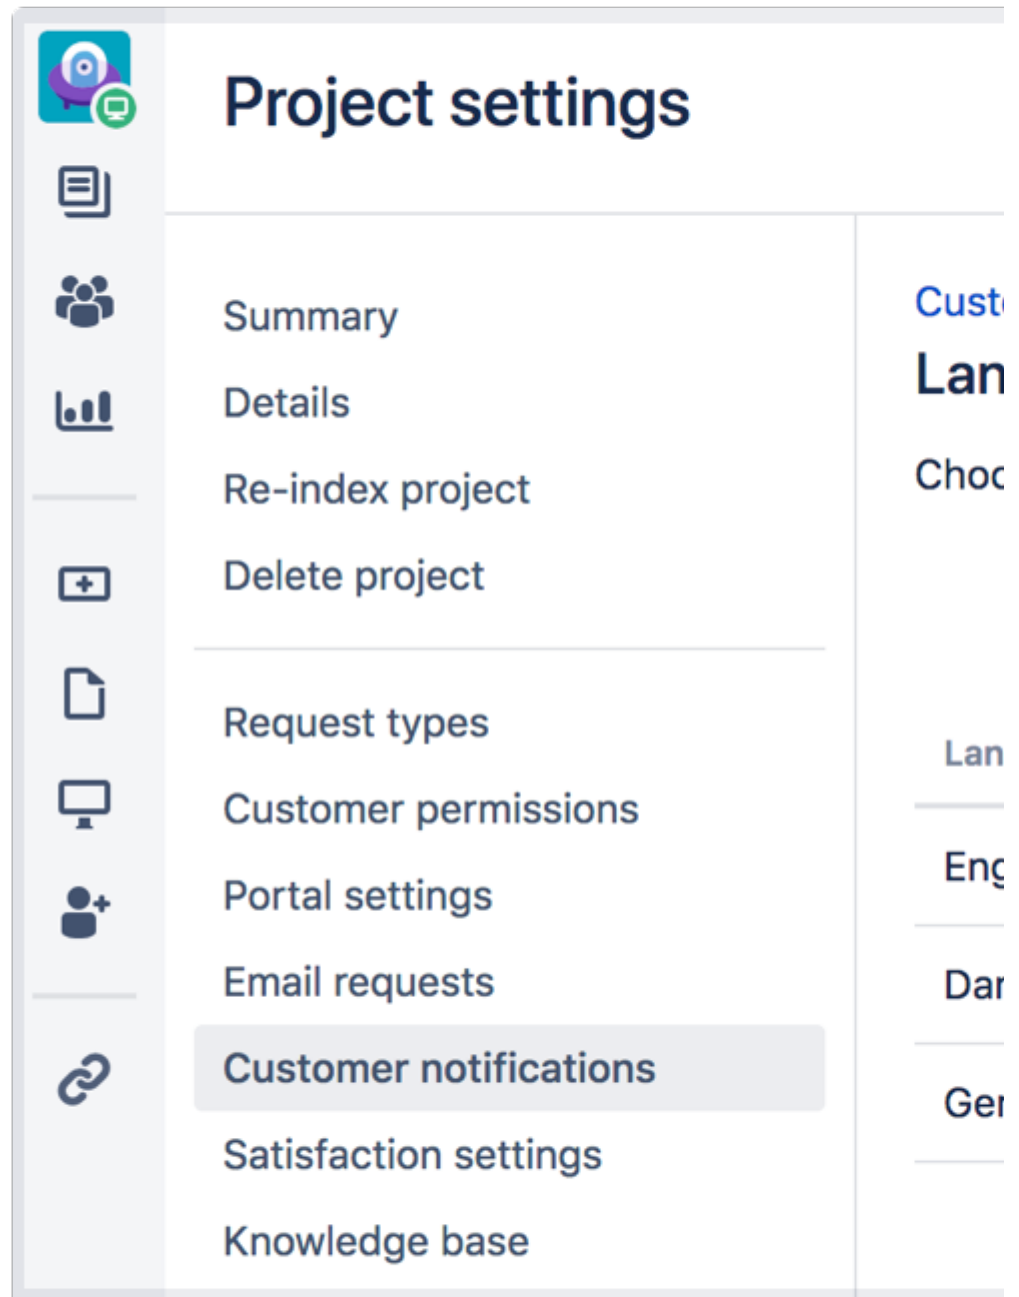 Project settings
Summary
Details
Re-index project
Delete project
Request types
Customer permissions
Portal settings
Email requests
Customer notifications
Satisfaction settings
Knowledge base